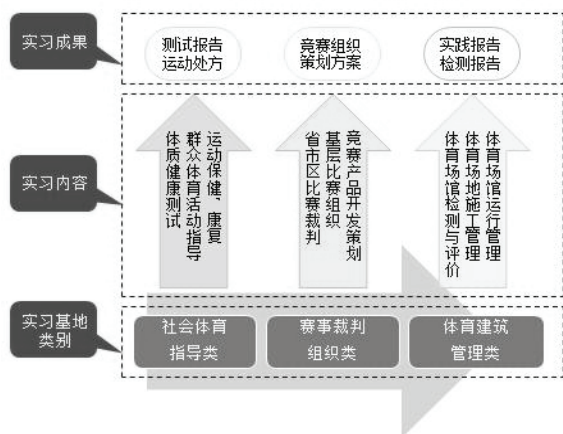 实习成果
测试报告
运动处方
竞赛组织
策划方案
实践报告
检测报告
实习内容
运动保健、康复
群众体育活动指导
体质健康测试
竞赛产品开发策划
基层比赛组织
省市区比赛裁判
体育场馆运行管理
体育场地施工管理
体育场馆检测与评价
实习基地
类别
社会体育
指导类
赛事裁判
组织类
体育建筑
管理类